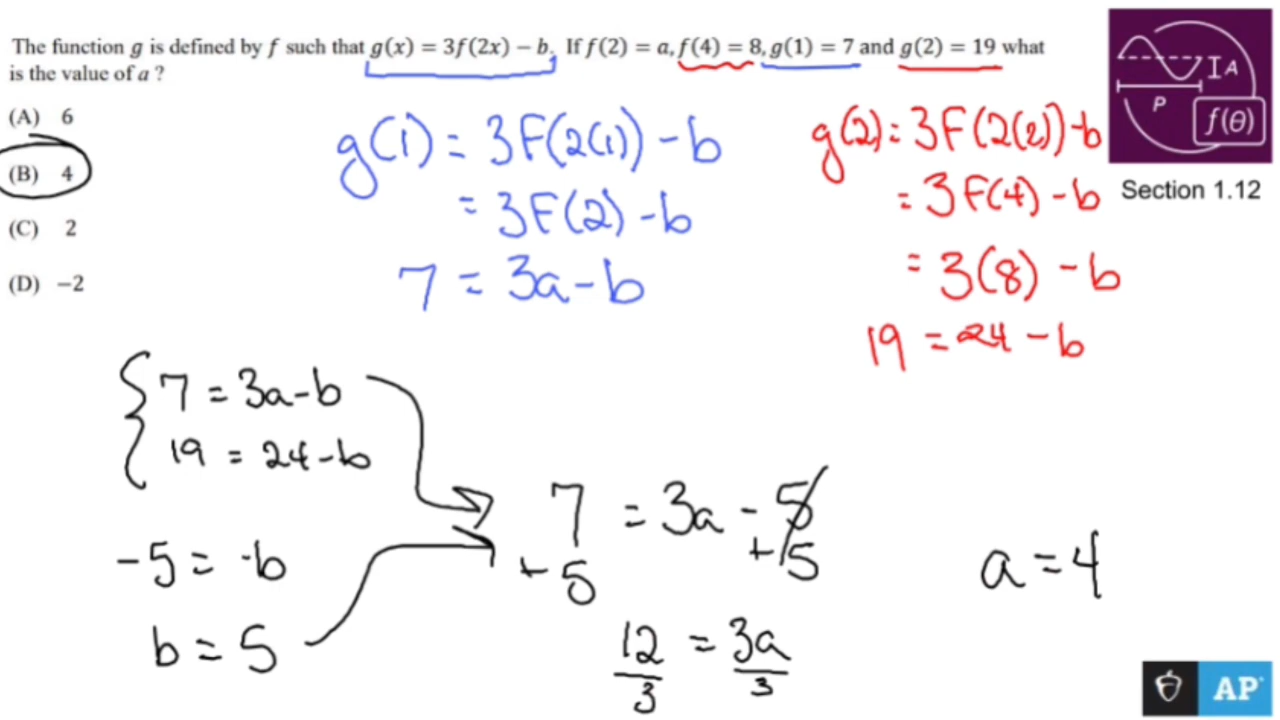 The function g is defined by f such that g(x) = 3f(2x) − b. If f(2) = a, f(4) = 8, g(1) = 7 and g(2) = 19 what
is the value of a ?
(A) 6
(B) 4
(C) 2
(D) −2
g(1) = 3F(2(1)) - b
= 3F(2) - b
7 = 3a - b
g(2) = 3F(2(2)) - b
= 3F(4) - b
= 3(8) - b
19 = 24 - b
A
P
f(θ)
Section 1.12
7 = 3a - b
19 = 24 - b
-5 = -b
b = 5
7 = 3a - 5
+5 +5
12 = 3a
3 3
a = 4
AP